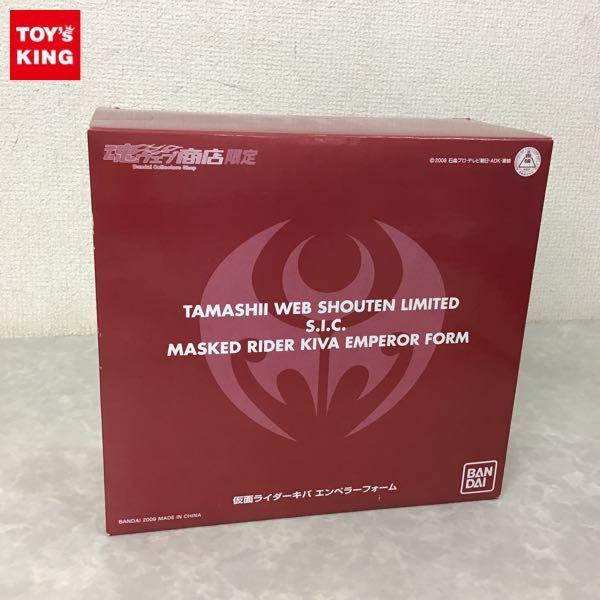 TOY's
KING
魂ウェブ商店限定
Bandai Collectors Shop
©2008 石森プロ・テレビ朝日・ADK・東映
TAMASHII WEB SHOUTEN LIMITED
S.I.C.
MASKED RIDER KIVA EMPEROR FORM
仮面ライダーキバ エンペラーフォーム
BAN
DAI
BANDAI 2009 MADE IN CHINA